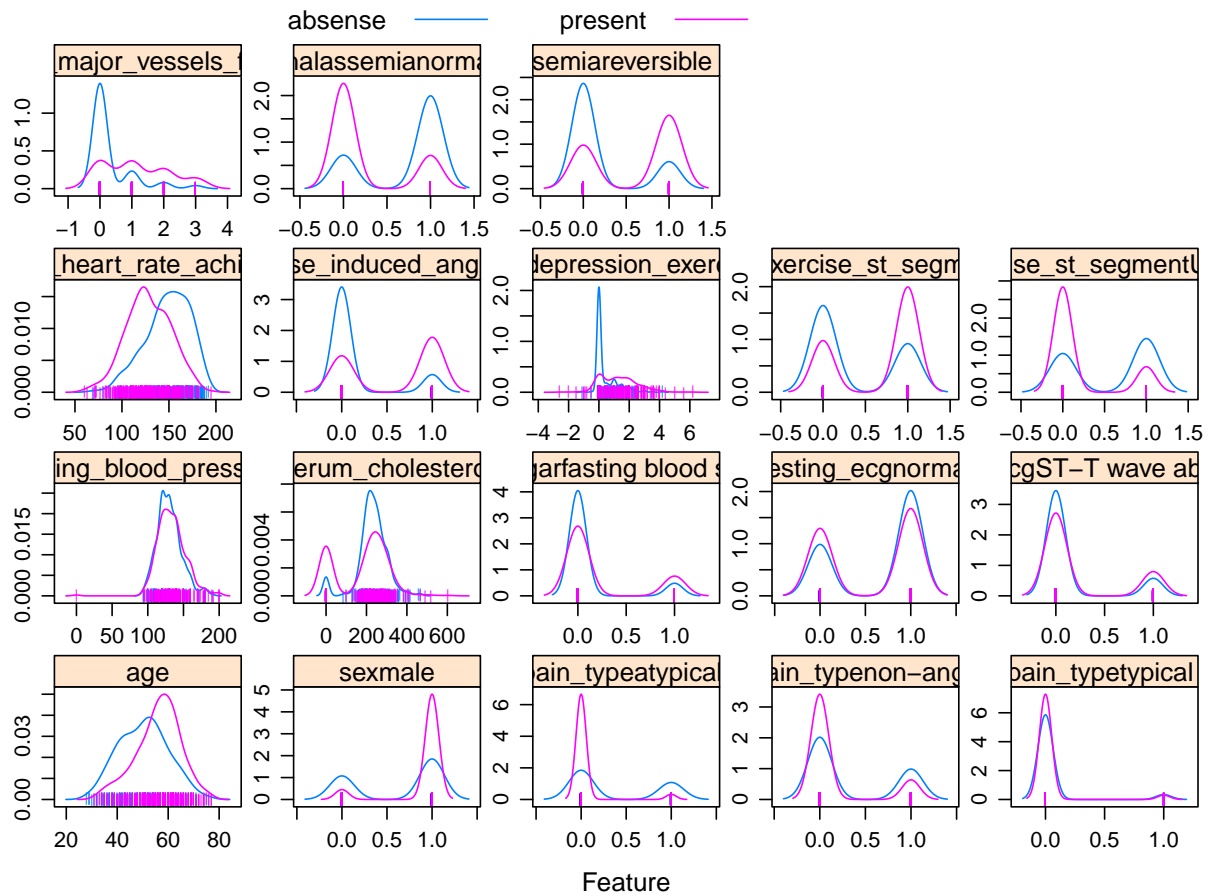 absense present
_major_vessels_f
nalassemianorma
semiareversible
0.0 0.5 1.0
0.0 1.0 2.0
0.0 1.0 2.0
−1 0 1 2 3 4
−0.5 0.0 0.5 1.0 1.5
−0.5 0.0 0.5 1.0 1.5
_heart_rate_achi
se_induced_ang
depression_exerc
xercise_st_segm
se_st_segmentU
0.000 0.010
0 1 2 3
0.0 1.0 2.0
0.0 1.0 2.0
0.0 1.0 2.0
50 100 150 200
0.0 0.5 1.0
−4 −2 0 2 4 6
−0.5 0.0 0.5 1.0 1.5
−0.5 0.0 0.5 1.0 1.5
ing_blood_press
erum_cholestero
garfasting blood s
esting_ecgnorma
cgST−T wave ab
0.000 0.015
0.000 0.004
0 1 2 3 4
0.0 1.0 2.0
0 1 2 3
0 50 100 200
0 200 400 600
0.0 0.5 1.0
0.0 0.5 1.0
0.0 0.5 1.0
age
sexmale
pain_typeatypical
ain_typenon−ang
pain_typetypical
0.00 0.03
0 1 2 3 4 5
0 2 4 6
0 1 2 3
0 2 4 6
20 40 60 80
0.0 0.5 1.0
0.0 0.5 1.0
0.0 0.5 1.0
0.0 0.5 1.0
Feature